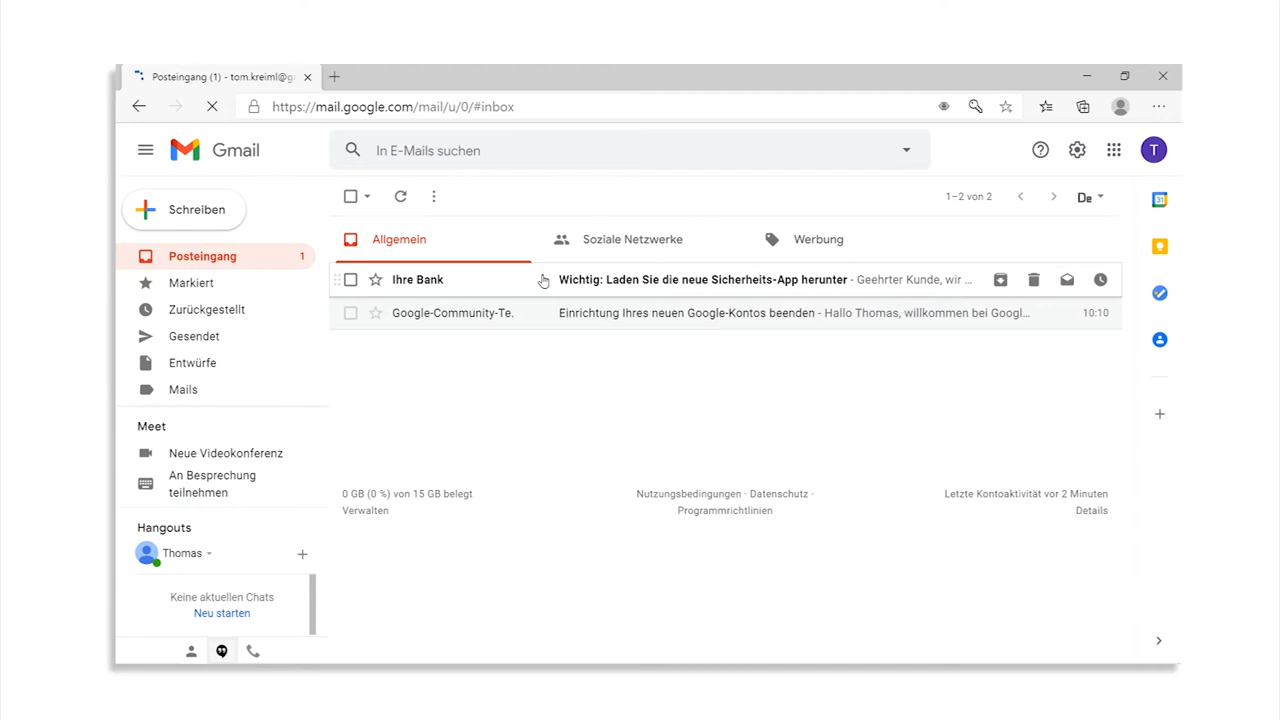 Posteingang (1) - tom.kreiml@g
https://mail.google.com/mail/u/0/#inbox
Gmail
In E-Mails suchen
T
Schreiben
1–2 von 2
De
31
Allgemein
Soziale Netzwerke
Werbung
Posteingang 1
Markiert
Zurückgestellt
Gesendet
Entwürfe
Mails
Ihre Bank Wichtig: Laden Sie die neue Sicherheits-App herunter - Geehrter Kunde, wir ...
Google-Community-Te. Einrichtung Ihres neuen Google-Kontos beenden - Hallo Thomas, willkommen bei Googl... 10:10
Meet
Neue Videokonferenz
An Besprechung
teilnehmen
Hangouts
Thomas
Keine aktuellen Chats
Neu starten
0 GB (0 %) von 15 GB belegt
Verwalten
Nutzungsbedingungen · Datenschutz ·
Programmrichtlinien
Letzte Kontoaktivität vor 2 Minuten
Details